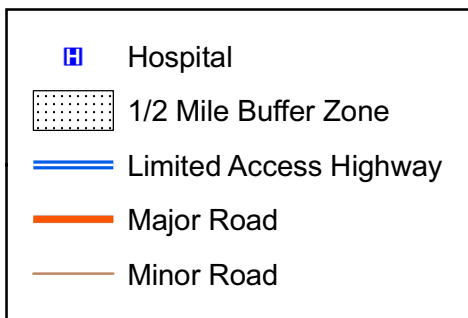 H Hospital
1/2 Mile Buffer Zone
Limited Access Highway
Major Road
Minor Road